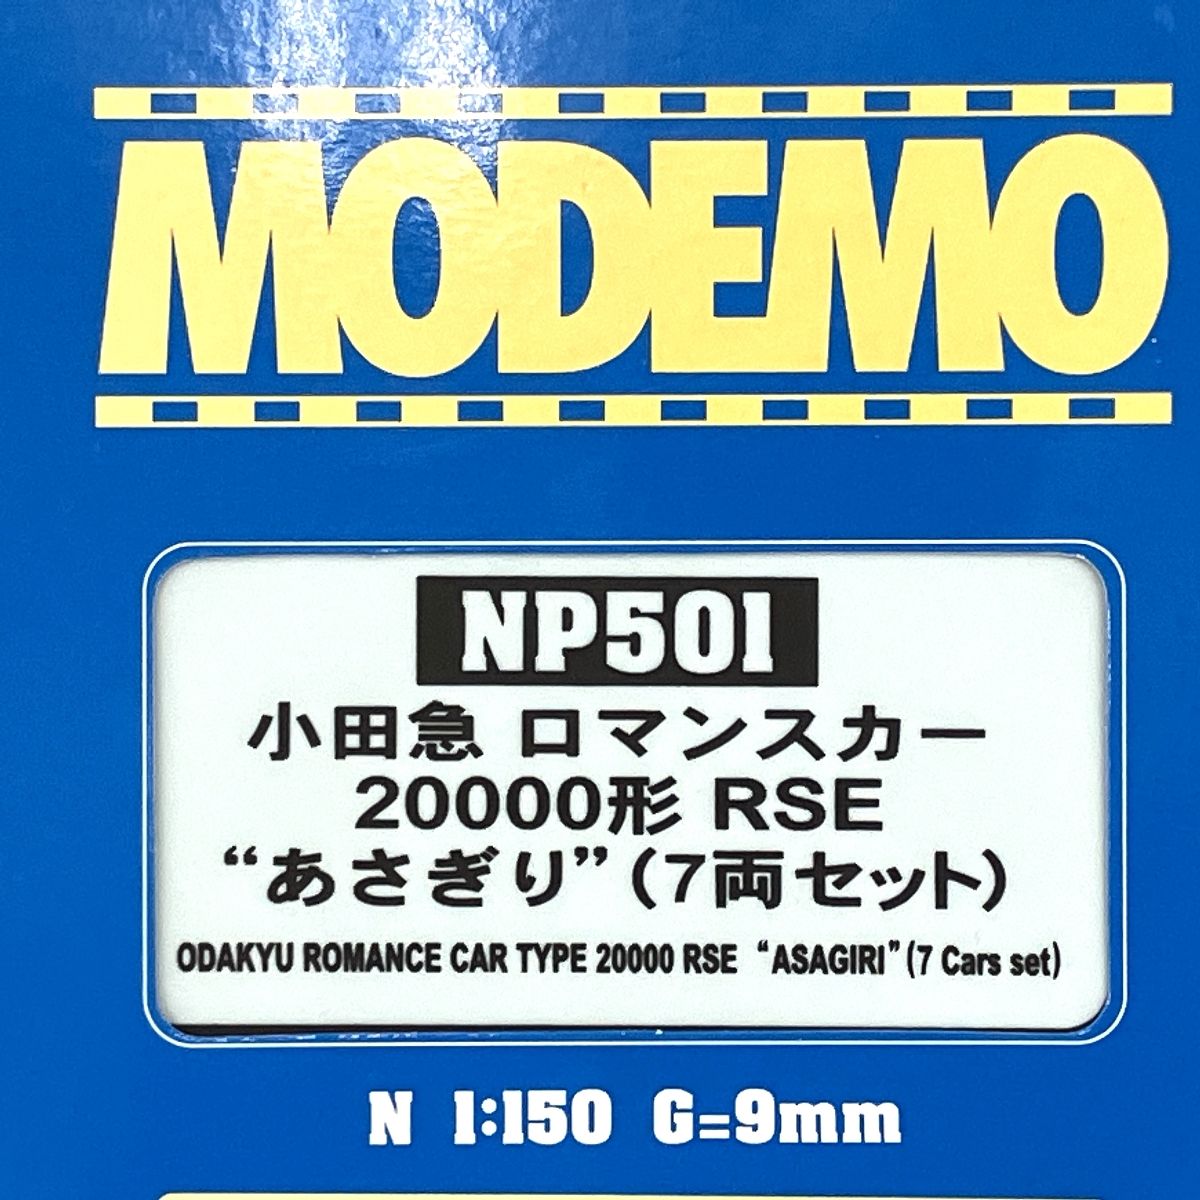 MODEMO
NP501
小田急 ロマンスカー
20000形 RSE
“あさぎり”(7両セット)
ODAKYU ROMANCE CAR TYPE 20000 RSE “ASAGIRI”(7 Cars set)
N 1:150 G=9mm